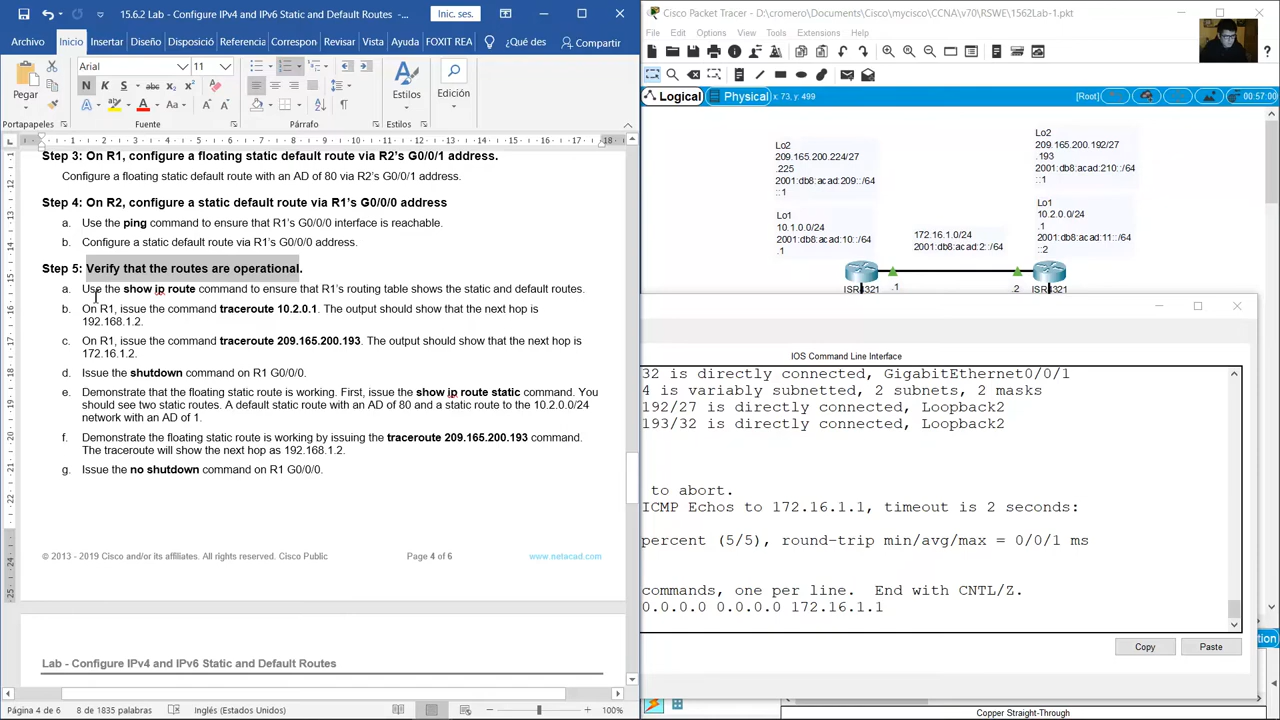 15.6.2 Lab - Configure IPv4 and IPv6
Inic. ses.
Archivo Inicio Insertar Dibujo Disposició Referencia Correspon Revisar Vista Ayuda FOXIT REA ¿Qué des Compartir
Pegar
Arial 11
N K S
Estilos
Edición
Portapapeles Fuente Párrafo Estilos
Step 3: On R1, configure a floating static default route via R2’s G0/0/1 address.
Configure a floating static default route with an AD of 80 via R2’s G0/0/1 address.
Step 4: On R2, configure a static default route via R1’s G0/0/0 address
a. Use the ping command to ensure that R1’s G0/0/0 interface is reachable.
b. Configure a static default route via R1’s G0/0/0 address.
Step 5: Verify that the routes are operational.
a. Use the show ip route command to ensure that R1’s routing table shows the static and default routes.
b. On R1, issue the command traceroute 10.2.0.1. The output should show that the next hop is
192.168.1.2.
c. On R1, issue the command traceroute 209.165.200.193. The output should show that the next hop is
172.16.1.2.
d. Issue the shutdown command on R1 G0/0/0.
e. Demonstrate that the floating static route is working. First, issue the show ip route static command. You
should see two static routes. A default static route with an AD of 80 and a static route to the 10.2.0.0/24
network with an AD of 1.
f. Demonstrate the floating static route is working by issuing the traceroute 209.165.200.193 command.
The traceroute will show the next hop as 192.168.1.2.
g. Issue the no shutdown command on R1 G0/0/0.
© 2013 - 2019 Cisco and/or its affiliates. All rights reserved. Cisco Public Page 4 of 6 www.netacad.com
Lab - Configure IPv4 and IPv6 Static and Default Routes
Página 4 de 6 8 de 1835 palabras Inglés (Estados Unidos) 100%
Cisco Packet Tracer - D:\cromero\Documents\Cisco\mycisco\CCNA\v70\RSWE\1562Lab-1.pkt
File Edit Options View Tools Extensions Window Help
Logical Physical x: 73, y: 499 [Root] 00:57:00
Lo2
209.165.200.224/27
.225
2001:db8:acad:209::/64
::1
Lo1
10.1.0.0/24
2001:db8:acad:10::/64
.1
172.16.1.0/24
2001:db8:acad:2::/64
Lo2
209.165.200.192/27
.193
2001:db8:acad:210::/64
::1
Lo1
10.2.0.0/24
.1
2001:db8:acad:11::/64
::2
ISR4321 .1 .2 ISR4321
IOS Command Line Interface
32 is directly connected, GigabitEthernet0/0/1
4 is variably subnetted, 2 subnets, 2 masks
192/27 is directly connected, Loopback2
193/32 is directly connected, Loopback2
to abort.
ICMP Echos to 172.16.1.1, timeout is 2 seconds:
percent (5/5), round-trip min/avg/max = 0/0/1 ms
commands, one per line. End with CNTL/Z.
0.0.0.0 0.0.0.0 172.16.1.1
Copy Paste
Copper Straight-Through